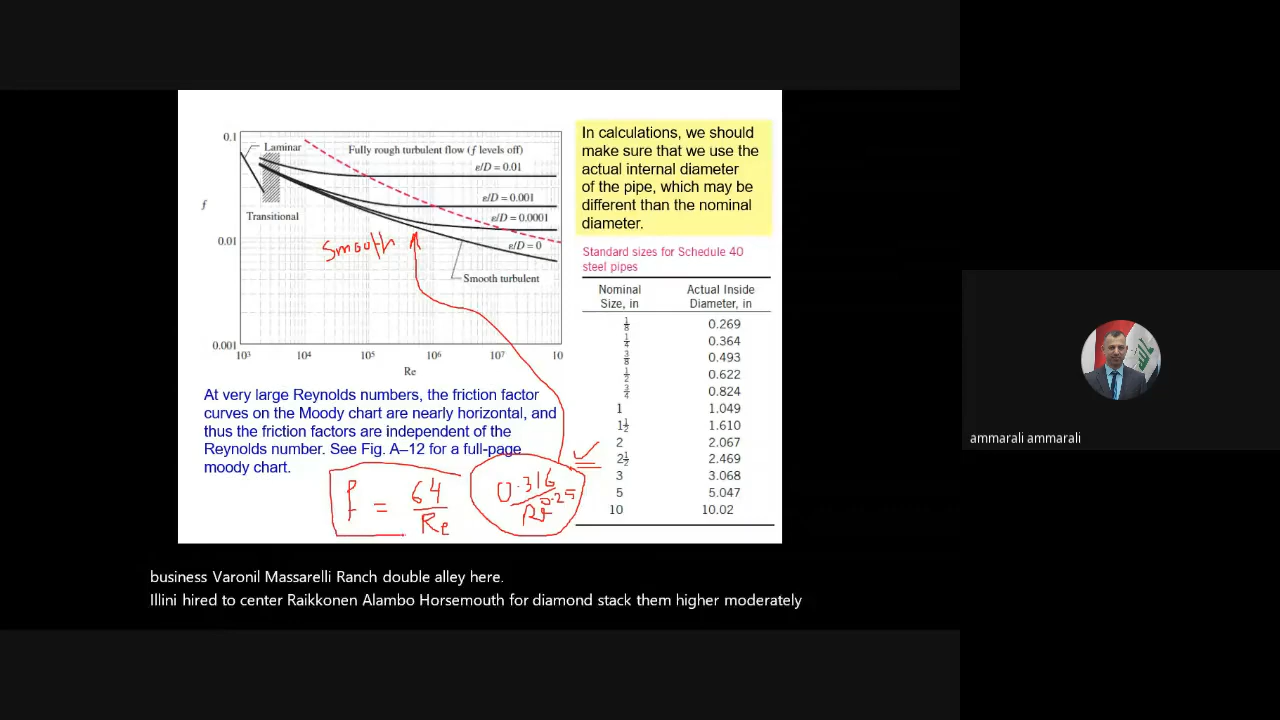 0.1
Laminar
Fully rough turbulent flow (f levels off)
ε/D = 0.01
ε/D = 0.001
f
Transitional
ε/D = 0.0001
0.01
Smooth
ε/D = 0
Smooth turbulent
0.001
10³ 10⁴ 10⁵ 10⁶ 10⁷ 10
Re
At very large Reynolds numbers, the friction factor
curves on the Moody chart are nearly horizontal, and
thus the friction factors are independent of the
Reynolds number. See Fig. A–12 for a full-page
moody chart.
f = 64/Re
0.316/Re^0.25
In calculations, we should
make sure that we use the
actual internal diameter
of the pipe, which may be
different than the nominal
diameter.
Standard sizes for Schedule 40
steel pipes
Nominal Actual Inside
Size, in Diameter, in
1/8 0.269
1/4 0.364
3/8 0.493
1/2 0.622
3/4 0.824
1 1.049
1 1/2 1.610
2 2.067
2 1/2 2.469
3 3.068
5 5.047
10 10.02
business Varonil Massarelli Ranch double alley here.
Illini hired to center Raikkonen Alambo Horsemouth for diamond stack them higher moderately
ammarali ammarali